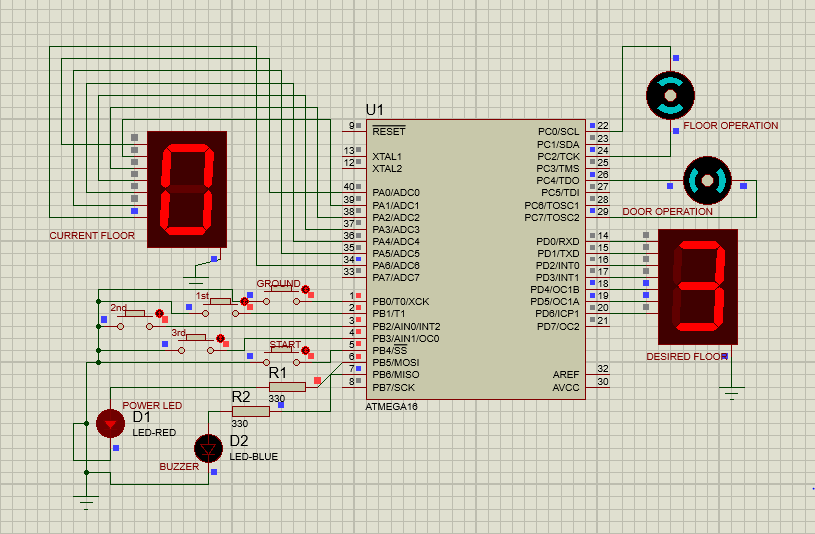 U1
9
RESET
13
XTAL1
12
XTAL2
40
PA0/ADC0
39
PA1/ADC1
38
PA2/ADC2
37
PA3/ADC3
36
PA4/ADC4
35
PA5/ADC5
34
PA6/ADC6
33
PA7/ADC7
1
PB0/T0/XCK
2
PB1/T1
3
PB2/AIN0/INT2
4
PB3/AIN1/OC0
5
PB4/SS
6
PB5/MOSI
7
PB6/MISO
8
PB7/SCK
PC0/SCL
22
PC1/SDA
23
PC2/TCK
24
PC3/TMS
25
PC4/TDO
26
PC5/TDI
27
PC6/TOSC1
28
PC7/TOSC2
29
PD0/RXD
14
PD1/TXD
15
PD2/INT0
16
PD3/INT1
17
PD4/OC1B
18
PD5/OC1A
19
PD6/ICP1
20
PD7/OC2
21
AREF
32
AVCC
30
ATMEGA16
FLOOR OPERATION
DOOR OPERATION
0
CURRENT FLOOR
3
DESIRED FLOOR
GROUND
1st
2nd
3rd
START
R1
330
R2
330
POWER LED
D1
LED-RED
D2
LED-BLUE
BUZZER